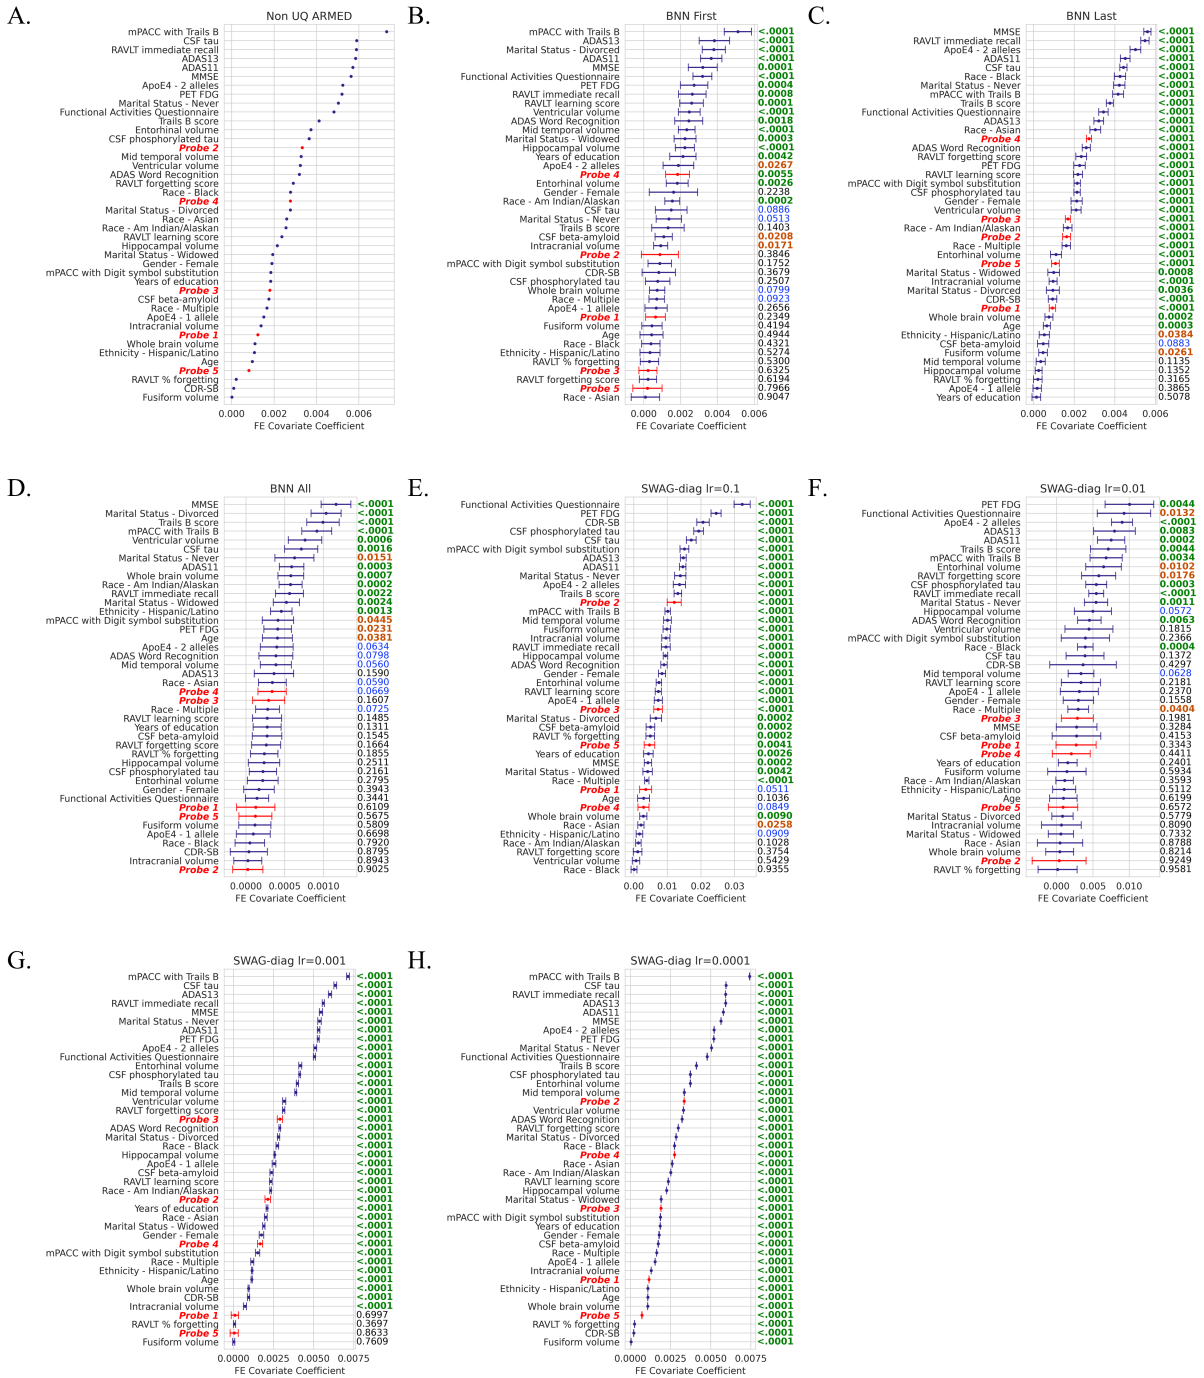 A.
Non UQ ARMED
mPACC with Trails B
CSF tau
RAVLT immediate recall
ADAS13
ADAS11
MMSE
ApoE4 - 2 alleles
PET FDG
Marital Status - Never
Functional Activities Questionnaire
Trails B score
Entorhinal volume
CSF phosphorylated tau
Probe 2
Mid temporal volume
Ventricular volume
ADAS Word Recognition
RAVLT forgetting score
Race - Black
Probe 4
Marital Status - Divorced
Race - Asian
Race - Am Indian/Alaskan
RAVLT learning score
Hippocampal volume
Marital Status - Widowed
Gender - Female
mPACC with Digit symbol substitution
Years of education
Probe 3
CSF beta-amyloid
Race - Multiple
ApoE4 - 1 allele
Intracranial volume
Probe 1
Whole brain volume
Ethnicity - Hispanic/Latino
Age
Probe 5
RAVLT % forgetting
CDR-SB
Fusiform volume
0.000 0.002 0.004 0.006
FE Covariate Coefficient
B.
BNN First
mPACC with Trails B <.0001
ADAS13 <.0001
Marital Status - Divorced <.0001
ADAS11 <.0001
MMSE 0.0001
Functional Activities Questionnaire <.0001
PET FDG 0.0004
RAVLT immediate recall 0.0008
RAVLT learning score 0.0001
Ventricular volume <.0001
ADAS Word Recognition 0.0018
Mid temporal volume <.0001
Marital Status - Widowed 0.0003
Hippocampal volume <.0001
Years of education 0.0042
ApoE4 - 2 alleles 0.0267
Probe 4 0.0055
Entorhinal volume 0.0026
Gender - Female 0.2238
Race - Am Indian/Alaskan 0.0002
CSF tau 0.0886
Marital Status - Never 0.0513
Trails B score 0.1403
CSF beta-amyloid 0.0208
Intracranial volume 0.0171
Probe 2 0.3846
mPACC with Digit symbol substitution 0.1752
CDR-SB 0.3679
CSF phosphorylated tau 0.2507
Whole brain volume 0.0799
Race - Multiple 0.0923
ApoE4 - 1 allele 0.2656
Probe 1 0.2349
Fusiform volume 0.4194
Age 0.4944
Race - Black 0.4321
Ethnicity - Hispanic/Latino 0.5274
RAVLT % forgetting 0.5300
Probe 3 0.6325
RAVLT forgetting score 0.6194
Probe 5 0.7966
Race - Asian 0.9047
0.000 0.002 0.004 0.006
FE Covariate Coefficient
C.
BNN Last
MMSE <.0001
RAVLT immediate recall <.0001
ApoE4 - 2 alleles <.0001
ADAS11 <.0001
CSF tau <.0001
Race - Black <.0001
Marital Status - Never <.0001
mPACC with Trails B <.0001
Trails B score <.0001
Functional Activities Questionnaire <.0001
ADAS13 <.0001
Race - Asian <.0001
Probe 4 <.0001
ADAS Word Recognition <.0001
RAVLT forgetting score <.0001
PET FDG <.0001
RAVLT learning score <.0001
mPACC with Digit symbol substitution <.0001
CSF phosphorylated tau <.0001
Gender - Female <.0001
Ventricular volume <.0001
Probe 3 <.0001
Race - Am Indian/Alaskan <.0001
Probe 2 <.0001
Race - Multiple <.0001
Entorhinal volume <.0001
Probe 5 <.0001
Marital Status - Widowed 0.0008
Intracranial volume <.0001
Marital Status - Divorced 0.0036
CDR-SB <.0001
Probe 1 <.0001
Whole brain volume 0.0002
Age 0.0003
Ethnicity - Hispanic/Latino 0.0384
CSF beta-amyloid 0.0883
Fusiform volume 0.0261
Mid temporal volume 0.1135
Hippocampal volume 0.1352
RAVLT % forgetting 0.3165
ApoE4 - 1 allele 0.3865
Years of education 0.5078
0.000 0.002 0.004 0.006
FE Covariate Coefficient
D.
BNN All
MMSE <.0001
Marital Status - Divorced <.0001
Trails B score <.0001
mPACC with Trails B <.0001
Ventricular volume 0.0006
CSF tau 0.0016
Marital Status - Never 0.0151
ADAS11 0.0003
Whole brain volume 0.0007
Race - Am Indian/Alaskan 0.0002
RAVLT immediate recall 0.0022
Marital Status - Widowed 0.0024
Ethnicity - Hispanic/Latino 0.0013
mPACC with Digit symbol substitution 0.0445
PET FDG 0.0231
Age 0.0381
ApoE4 - 2 alleles 0.0634
ADAS Word Recognition 0.0798
Mid temporal volume 0.0560
ADAS13 0.1590
Race - Asian 0.0590
Probe 4 0.0669
Probe 3 0.1607
Race - Multiple 0.0725
RAVLT learning score 0.1485
Years of education 0.1311
CSF beta-amyloid 0.1545
RAVLT forgetting score 0.1664
RAVLT % forgetting 0.1855
Hippocampal volume 0.2511
CSF phosphorylated tau 0.2161
Entorhinal volume 0.2795
Gender - Female 0.3943
Functional Activities Questionnaire 0.3441
Probe 1 0.6109
Probe 5 0.5675
Fusiform volume 0.5809
ApoE4 - 1 allele 0.6698
Race - Black 0.7920
CDR-SB 0.8795
Intracranial volume 0.8943
Probe 2 0.9025
0.0000 0.0005 0.0010
FE Covariate Coefficient
E.
SWAG-diag lr=0.1
Functional Activities Questionnaire <.0001
PET FDG <.0001
CDR-SB <.0001
CSF phosphorylated tau <.0001
CSF tau <.0001
mPACC with Digit symbol substitution <.0001
ADAS13 <.0001
ADAS11 <.0001
Marital Status - Never <.0001
ApoE4 - 2 alleles <.0001
Trails B score <.0001
Probe 2 <.0001
mPACC with Trails B <.0001
Mid temporal volume <.0001
Fusiform volume <.0001
Intracranial volume <.0001
RAVLT immediate recall <.0001
Hippocampal volume <.0001
ADAS Word Recognition <.0001
Gender - Female <.0001
Entorhinal volume <.0001
RAVLT learning score <.0001
ApoE4 - 1 allele <.0001
Probe 3 <.0001
Marital Status - Divorced 0.0002
CSF beta-amyloid 0.0002
RAVLT % forgetting 0.0002
Probe 5 0.0041
Years of education 0.0026
MMSE 0.0002
Marital Status - Widowed 0.0042
Race - Multiple <.0001
Probe 1 0.0511
Age 0.1036
Probe 4 0.0849
Whole brain volume 0.0090
Race - Asian 0.0258
Ethnicity - Hispanic/Latino 0.0909
Race - Am Indian/Alaskan 0.1028
RAVLT forgetting score 0.3754
Ventricular volume 0.5429
Race - Black 0.9355
0.00 0.01 0.02 0.03
FE Covariate Coefficient
F.
SWAG-diag lr=0.01
PET FDG 0.0044
Functional Activities Questionnaire 0.0132
ApoE4 - 2 alleles <.0001
ADAS13 0.0083
ADAS11 0.0002
Trails B score 0.0044
mPACC with Trails B 0.0034
Entorhinal volume 0.0102
RAVLT forgetting score 0.0176
CSF phosphorylated tau 0.0003
RAVLT immediate recall <.0001
Marital Status - Never 0.0011
Hippocampal volume 0.0572
ADAS Word Recognition 0.0063
Ventricular volume 0.1815
mPACC with Digit symbol substitution 0.2366
Race - Black 0.0004
CSF tau 0.1372
CDR-SB 0.4297
Mid temporal volume 0.0628
RAVLT learning score 0.2181
ApoE4 - 1 allele 0.2370
Gender - Female 0.1558
Race - Multiple 0.0404
Probe 3 0.1981
MMSE 0.3284
CSF beta-amyloid 0.4153
Probe 1 0.3343
Probe 4 0.4411
Years of education 0.2401
Fusiform volume 0.5934
Race - Am Indian/Alaskan 0.3593
Ethnicity - Hispanic/Latino 0.5112
Age 0.6199
Probe 5 0.6572
Marital Status - Divorced 0.5779
Intracranial volume 0.8090
Marital Status - Widowed 0.7332
Race - Asian 0.8788
Whole brain volume 0.8214
Probe 2 0.9249
RAVLT % forgetting 0.9581
0.000 0.005 0.010
FE Covariate Coefficient
G.
SWAG-diag lr=0.001
mPACC with Trails B <.0001
CSF tau <.0001
ADAS13 <.0001
RAVLT immediate recall <.0001
MMSE <.0001
Marital Status - Never <.0001
ADAS11 <.0001
PET FDG <.0001
ApoE4 - 2 alleles <.0001
Functional Activities Questionnaire <.0001
Entorhinal volume <.0001
CSF phosphorylated tau <.0001
Trails B score <.0001
Mid temporal volume <.0001
Ventricular volume <.0001
RAVLT forgetting score <.0001
Probe 3 <.0001
ADAS Word Recognition <.0001
Marital Status - Divorced <.0001
Race - Black <.0001
Hippocampal volume <.0001
ApoE4 - 1 allele <.0001
CSF beta-amyloid <.0001
RAVLT learning score <.0001
Race - Am Indian/Alaskan <.0001
Probe 2 <.0001
Years of education <.0001
Race - Asian <.0001
Marital Status - Widowed <.0001
Gender - Female <.0001
Probe 4 <.0001
mPACC with Digit symbol substitution <.0001
Race - Multiple <.0001
Ethnicity - Hispanic/Latino <.0001
Age <.0001
Whole brain volume <.0001
CDR-SB <.0001
Intracranial volume <.0001
Probe 1 0.6997
RAVLT % forgetting 0.3697
Probe 5 0.8633
Fusiform volume 0.7609
0.0000 0.0025 0.0050 0.0075
FE Covariate Coefficient
H.
SWAG-diag lr=0.0001
mPACC with Trails B <.0001
CSF tau <.0001
RAVLT immediate recall <.0001
ADAS13 <.0001
ADAS11 <.0001
MMSE <.0001
ApoE4 - 2 alleles <.0001
PET FDG <.0001
Marital Status - Never <.0001
Functional Activities Questionnaire <.0001
Trails B score <.0001
CSF phosphorylated tau <.0001
Entorhinal volume <.0001
Mid temporal volume <.0001
Probe 2 <.0001
Ventricular volume <.0001
ADAS Word Recognition <.0001
RAVLT forgetting score <.0001
Marital Status - Divorced <.0001
Race - Black <.0001
Probe 4 <.0001
Race - Asian <.0001
Race - Am Indian/Alaskan <.0001
RAVLT learning score <.0001
Hippocampal volume <.0001
Marital Status - Widowed <.0001
Probe 3 <.0001
mPACC with Digit symbol substitution <.0001
Years of education <.0001
Gender - Female <.0001
CSF beta-amyloid <.0001
Race - Multiple <.0001
ApoE4 - 1 allele <.0001
Intracranial volume <.0001
Probe 1 <.0001
Ethnicity - Hispanic/Latino <.0001
Age <.0001
Whole brain volume <.0001
Probe 5 <.0001
RAVLT % forgetting <.0001
CDR-SB <.0001
Fusiform volume <.0001
0.0000 0.0025 0.0050 0.0075
FE Covariate Coefficient